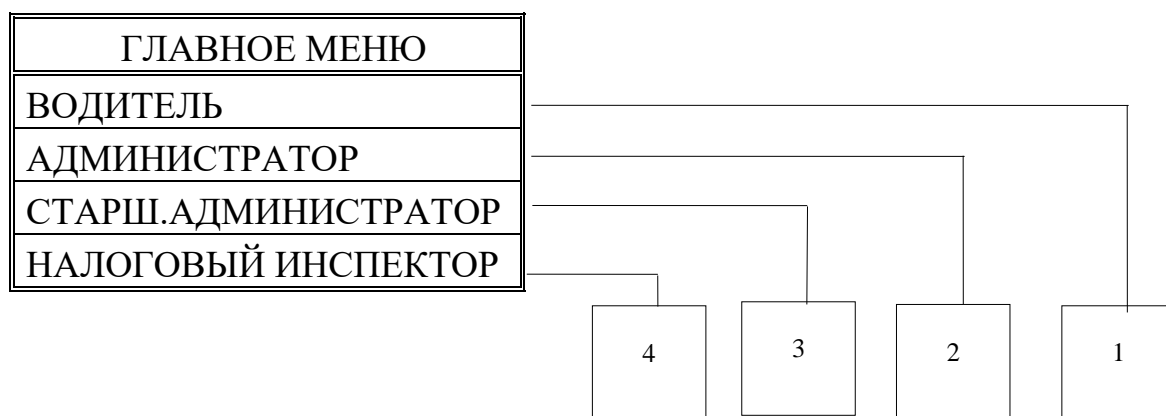 ГЛАВНОЕ МЕНЮ
ВОДИТЕЛЬ
АДМИНИСТРАТОР
СТАРШ.АДМИНИСТРАТОР
НАЛОГОВЫЙ ИНСПЕКТОР
4 3 2 1